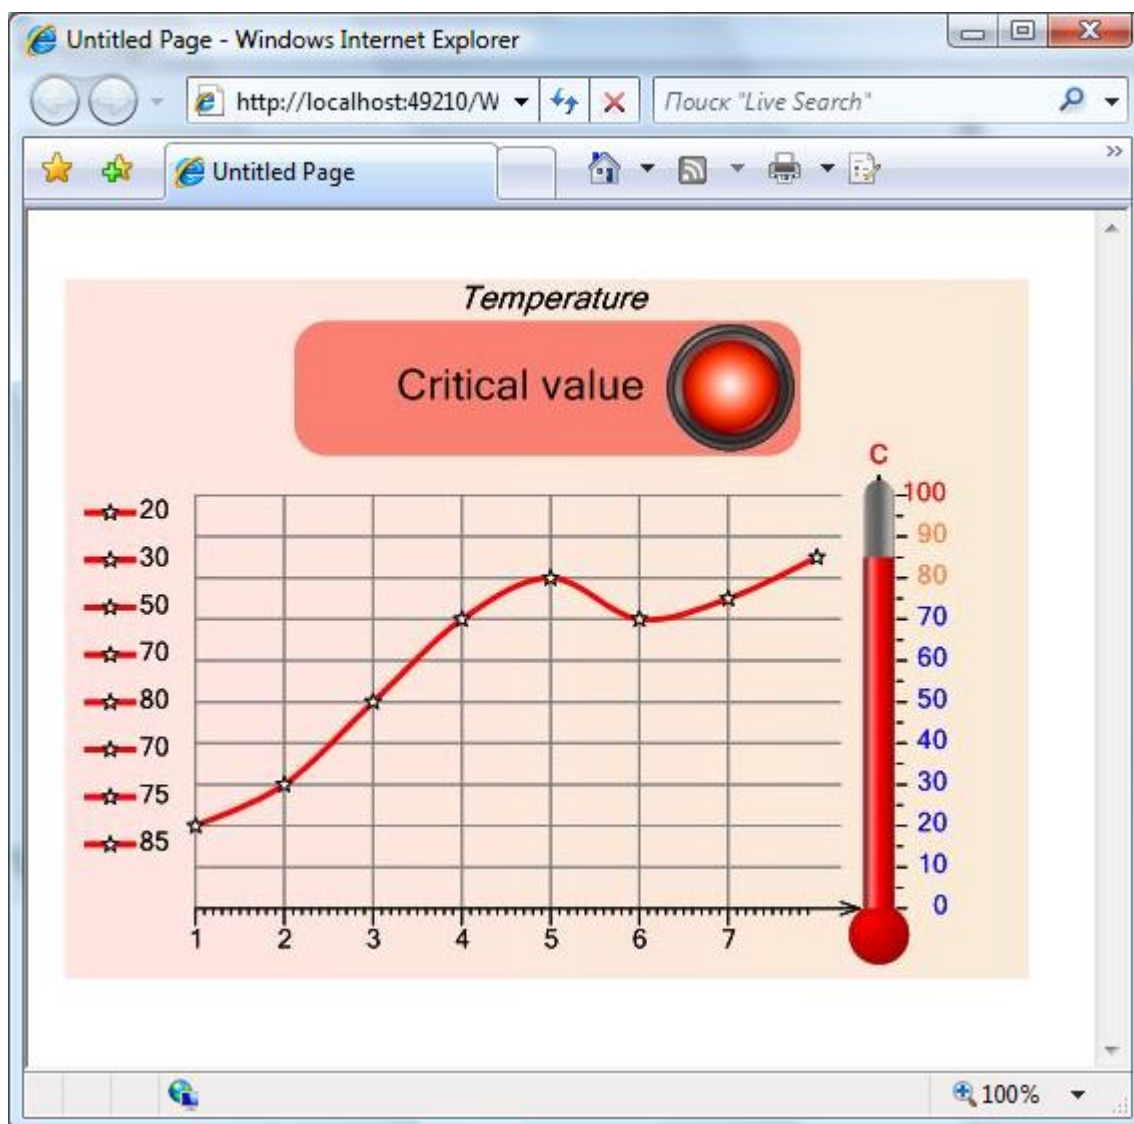 Untitled Page - Windows Internet Explorer
http://localhost:49210/W
Поиск "Live Search"
Untitled Page
Temperature
Critical value
C
20
30
50
70
80
70
75
85
100
90
80
70
60
50
40
30
20
10
0
1 2 3 4 5 6 7
100%